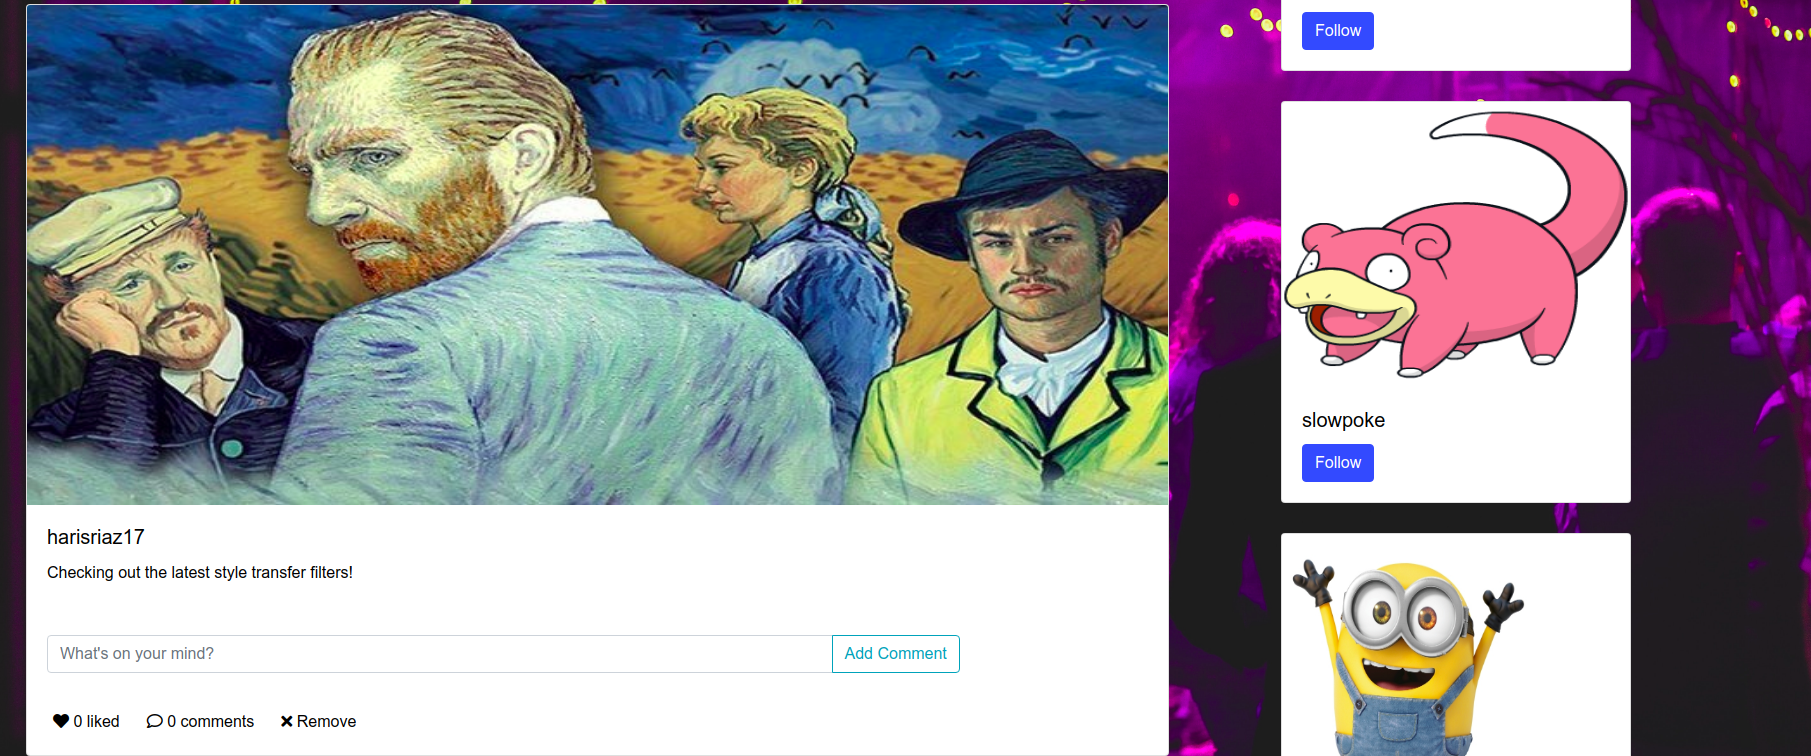 harisriaz17
Checking out the latest style transfer filters!
What's on your mind?
Add Comment
0 liked
0 comments
Remove
Follow
slowpoke
Follow